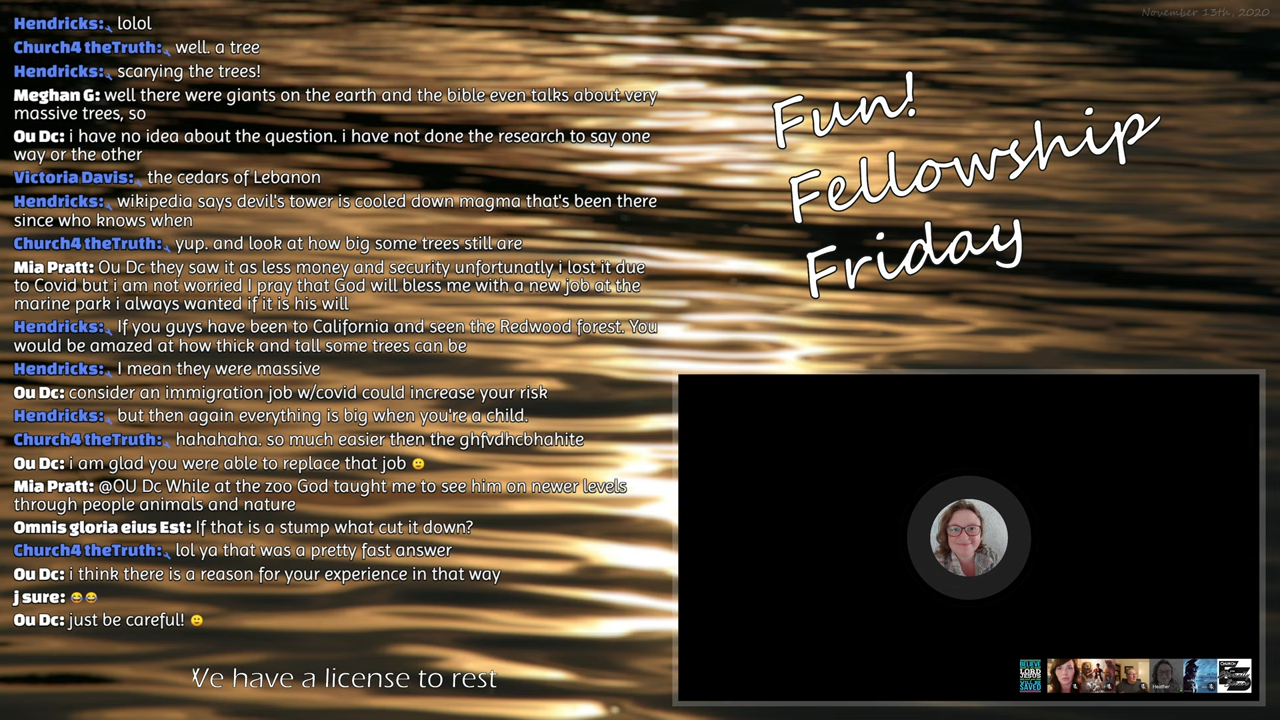 November 13th, 2020
Hendricks: lolol
Church4 theTruth: well. a tree
Hendricks: scarying the trees!
Meghan G: well there were giants on the earth and the bible even talks about very
massive trees, so
Ou Dc: i have no idea about the question. i have not done the research to say one
way or the other
Victoria Davis: the cedars of Lebanon
Hendricks: wikipedia says devil's tower is cooled down magma that's been there
since who knows when
Church4 theTruth: yup. and look at how big some trees still are
Mia Pratt: Ou Dc they saw it as less money and security unfortunatly i lost it due
to Covid but i am not worried I pray that God will bless me with a new job at the
marine park i always wanted if it is his will
Hendricks: If you guys have been to California and seen the Redwood forest. You
would be amazed at how thick and tall some trees can be
Hendricks: I mean they were massive
Ou Dc: consider an immigration job w/covid could increase your risk
Hendricks: but then again everything is big when you're a child.
Church4 theTruth: hahahaha. so much easier then the ghfvdhcbhahite
Ou Dc: i am glad you were able to replace that job 🙂
Mia Pratt: @OU Dc While at the zoo God taught me to see him on newer levels
through people animals and nature
Omnis gloria eius Est: If that is a stump what cut it down?
Church4 theTruth: lol ya that was a pretty fast answer
Ou Dc: i think there is a reason for your experience in that way
j sure: 😂😂
Ou Dc: just be careful! 🙂
We have a license to rest
Fun!
Fellowship
Friday
BELIEVE
LORD
JESUS
SAVED
Heather